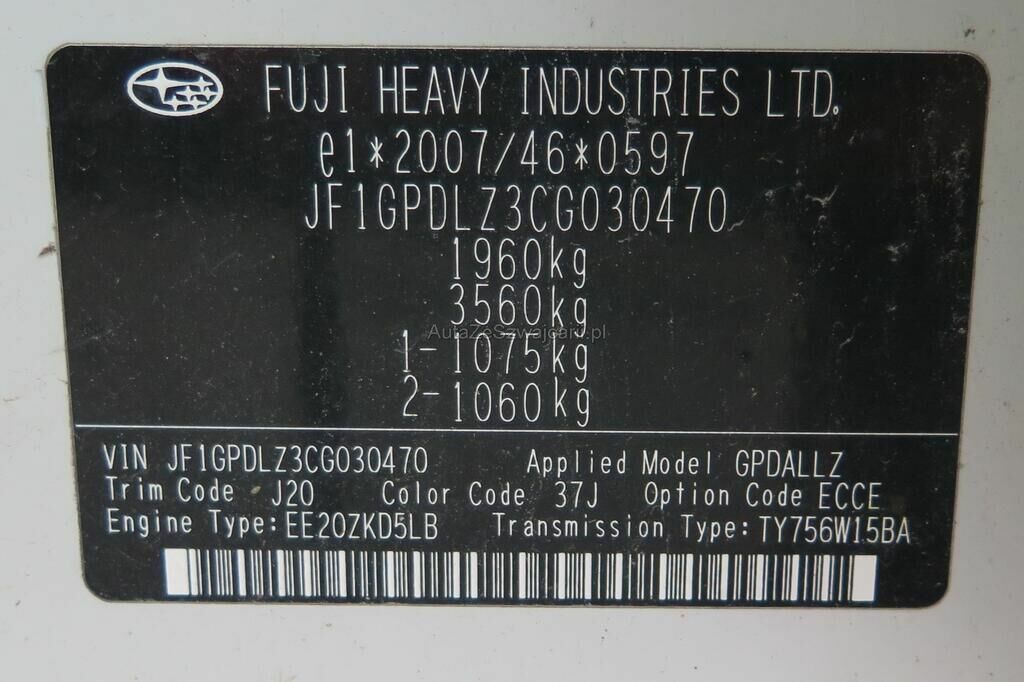 FUJI HEAVY INDUSTRIES LTD.
e1*2007/46*0597
JF1GPDLZ3CG030470
1960kg
3560kg
AutaZeSzwajcarii.pl
1-1075kg
2-1060kg
VIN JF1GPDLZ3CG030470 Applied Model GPDALLZ
Trim Code J20 Color Code 37J Option Code ECCE
Engine Type: EE20ZKD5LB Transmission Type: TY756W15BA